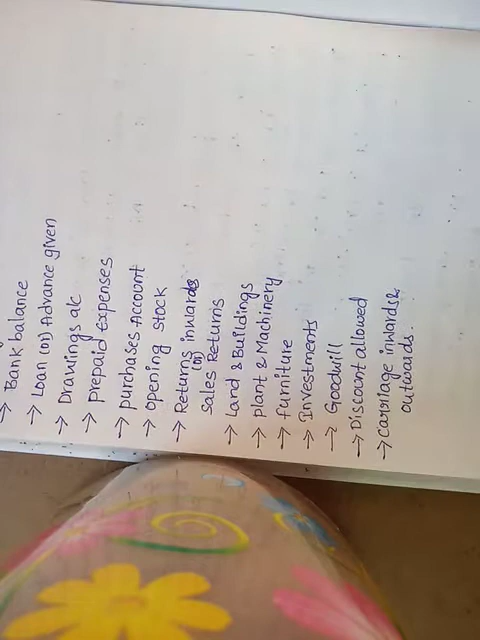 → Bank balance
→ Loan (or) Advance given
→ Drawings a/c
→ prepaid expenses
→ purchases Account
→ opening stock
→ Returns inwards
(or)
Sales Returns
→ Land & Buildings
→ plant & Machinery
→ furniture
→ Investments
→ Goodwill
→ Discount allowed
→ Carriage inwards &
outwards.